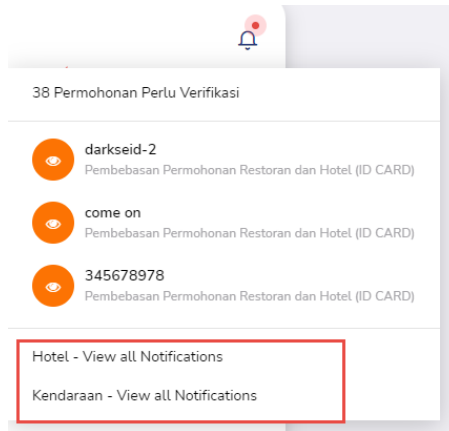 38 Permohonan Perlu Verifikasi
darkseid-2
Pembebasan Permohonan Restoran dan Hotel (ID CARD)
come on
Pembebasan Permohonan Restoran dan Hotel (ID CARD)
345678978
Pembebasan Permohonan Restoran dan Hotel (ID CARD)
Hotel - View all Notifications
Kendaraan - View all Notifications